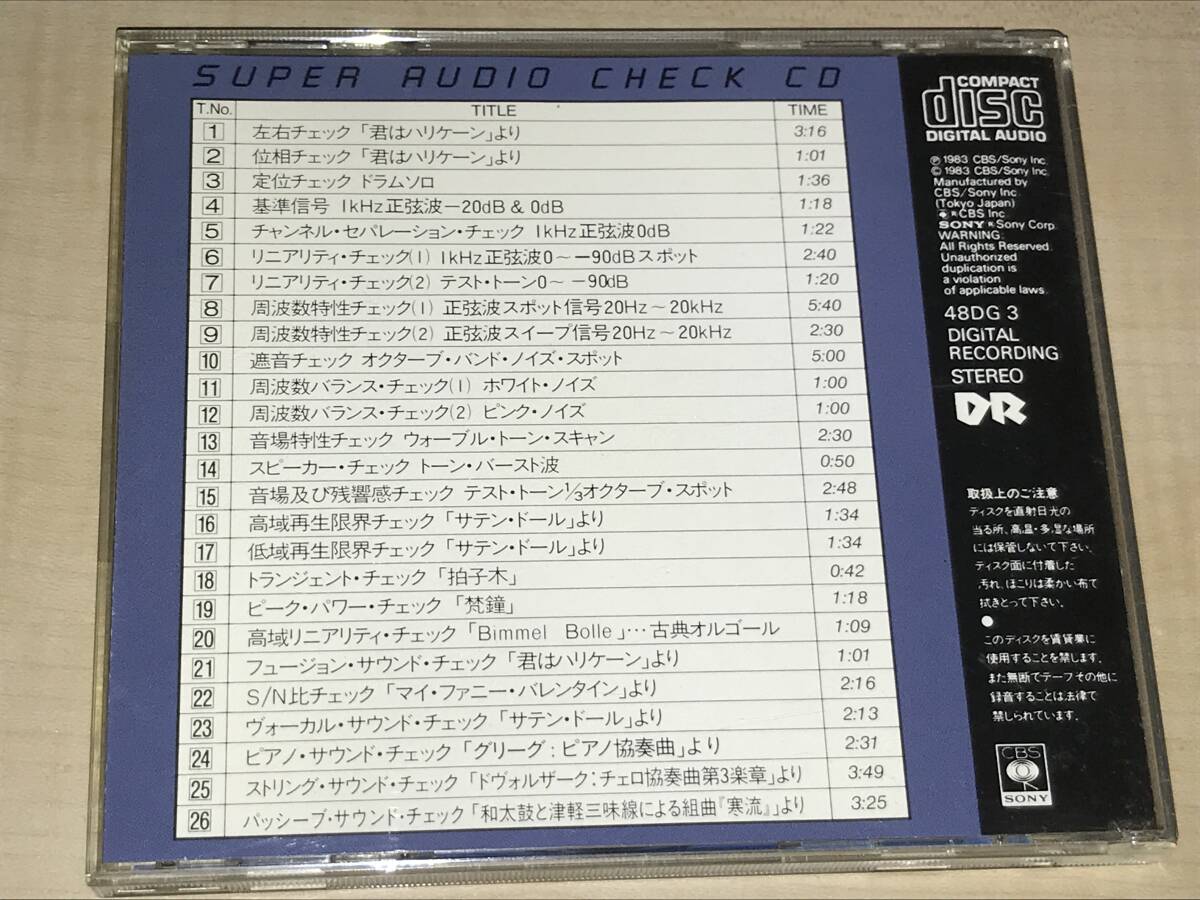 SUPER AUDIO CHECK CD
T.No. TITLE TIME
1 左右チェック「君はハリケーン」より 3:16
2 位相チェック「君はハリケーン」より 1:01
3 定位チェック ドラムソロ 1:36
4 基準信号 1kHz正弦波−20dB & 0dB 1:18
5 チャンネル・セパレーション・チェック 1kHz正弦波0dB 1:22
6 リニアリティ・チェック(1) 1kHz正弦波0〜−90dBスポット 2:40
7 リニアリティ・チェック(2) テスト・トーン0〜−90dB 1:20
8 周波数特性チェック(1) 正弦波スポット信号20Hz〜20kHz 5:40
9 周波数特性チェック(2) 正弦波スイープ信号20Hz〜20kHz 2:30
10 遮音チェック オクターブ・バンド・ノイズ・スポット 5:00
11 周波数バランス・チェック(1) ホワイト・ノイズ 1:00
12 周波数バランス・チェック(2) ピンク・ノイズ 1:00
13 音場特性チェック ウォーブル・トーン・スキャン 2:30
14 スピーカー・チェック トーン・バースト波 0:50
15 音場及び残響感チェック テスト・トーン1/3オクターブ・スポット 2:48
16 高域再生限界チェック「サテン・ドール」より 1:34
17 低域再生限界チェック「サテン・ドール」より 1:34
18 トランジェント・チェック「拍子木」 0:42
19 ピーク・パワー・チェック「梵鐘」 1:18
20 高域リニアリティ・チェック「Bimmel Bolle」…古典オルゴール 1:09
21 フュージョン・サウンド・チェック「君はハリケーン」より 1:01
22 S/N比チェック「マイ・ファニー・バレンタイン」より 2:16
23 ヴォーカル・サウンド・チェック「サテン・ドール」より 2:13
24 ピアノ・サウンド・チェック「グリーグ:ピアノ協奏曲」より 2:31
25 ストリング・サウンド・チェック「ドヴォルザーク:チェロ協奏曲第3楽章」より 3:49
26 パッシーブ・サウンド・チェック「和太鼓と津軽三味線による組曲『寒流』」より 3:25
COMPACT
disc
DIGITAL AUDIO
Ⓟ1983 CBS/Sony Inc.
©1983 CBS/Sony Inc.
Manufactured by
CBS/Sony Inc.
(Tokyo Japan)
®CBS Inc.
SONY ® Sony Corp.
WARNING:
All Rights Reserved.
Unauthorized
duplication is
a violation
of applicable laws.
48DG 3
DIGITAL
RECORDING
STEREO
DR
取扱上のご注意
ディスクを直射日光の
当る所、高温・多湿な場所
には保管しないで下さい。
ディスク面に付着した
汚れ、ほこりは柔かい布で
拭きとって下さい。
●
このディスクを賃貸業に
使用することを禁じます。
また無断でテープその他に
録音することは法律で
禁じられています。
CBS
SONY